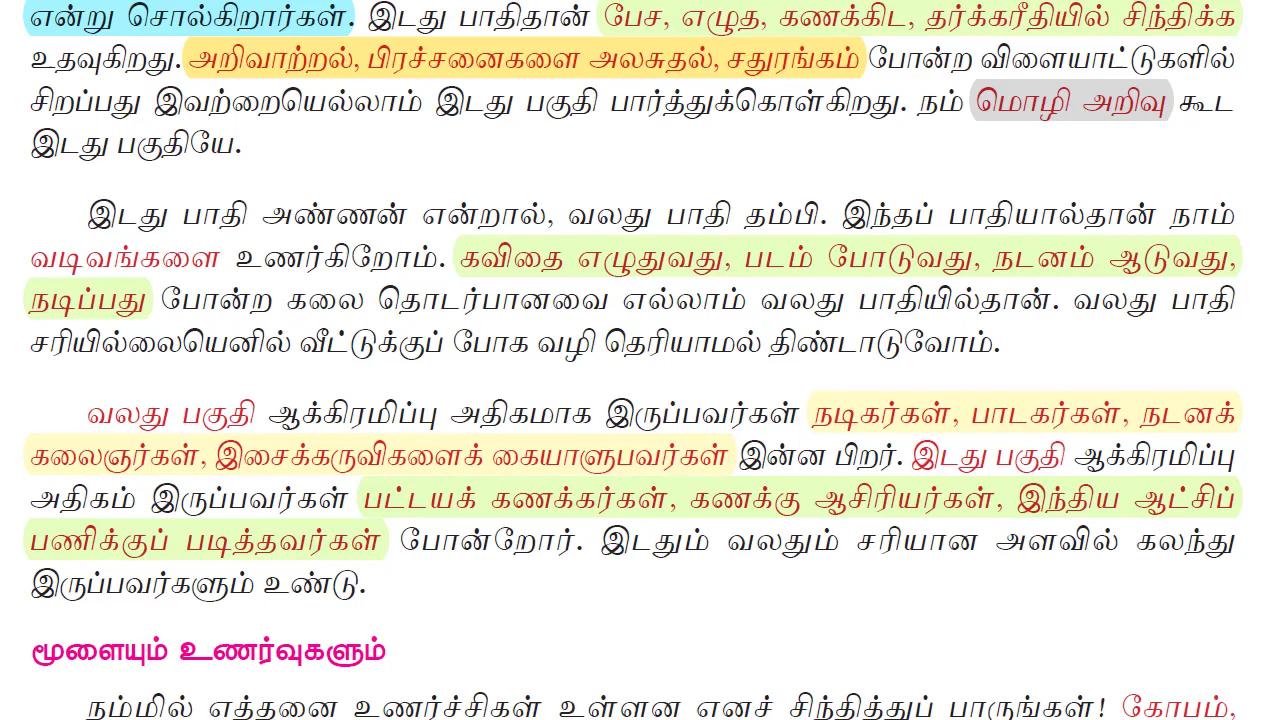 என்று சொல்கிறார்கள். இடது பாதிதான் பேச, எழுத, கணக்கிட, தர்க்கரீதியில் சிந்திக்க
உதவுகிறது. அறிவாற்றல், பிரச்சனைகளை அலசுதல், சதுரங்கம் போன்ற விளையாட்டுகளில்
சிறப்பது இவற்றையெல்லாம் இடது பகுதி பார்த்துக்கொள்கிறது. நம் மொழி அறிவு கூட
இடது பகுதியே.
இடது பாதி அண்ணன் என்றால், வலது பாதி தம்பி. இந்தப் பாதியால்தான் நாம்
வடிவங்களை உணர்கிறோம். கவிதை எழுதுவது, படம் போடுவது, நடனம் ஆடுவது,
நடிப்பது போன்ற கலை தொடர்பானவை எல்லாம் வலது பாதியில்தான். வலது பாதி
சரியில்லையெனில் வீட்டுக்குப் போக வழி தெரியாமல் திண்டாடுவோம்.
வலது பகுதி ஆக்கிரமிப்பு அதிகமாக இருப்பவர்கள் நடிகர்கள், பாடகர்கள், நடனக்
கலைஞர்கள், இசைக்கருவிகளைக் கையாளுபவர்கள் இன்ன பிறர். இடது பகுதி ஆக்கிரமிப்பு
அதிகம் இருப்பவர்கள் பட்டயக் கணக்கர்கள், கணக்கு ஆசிரியர்கள், இந்திய ஆட்சிப்
பணிக்குப் படித்தவர்கள் போன்றோர். இடதும் வலதும் சரியான அளவில் கலந்து
இருப்பவர்களும் உண்டு.
மூளையும் உணர்வுகளும்
நம்மில் எத்தனை உணர்ச்சிகள் உள்ளன எனச் சிந்தித்துப் பாருங்கள்! கோபம்,